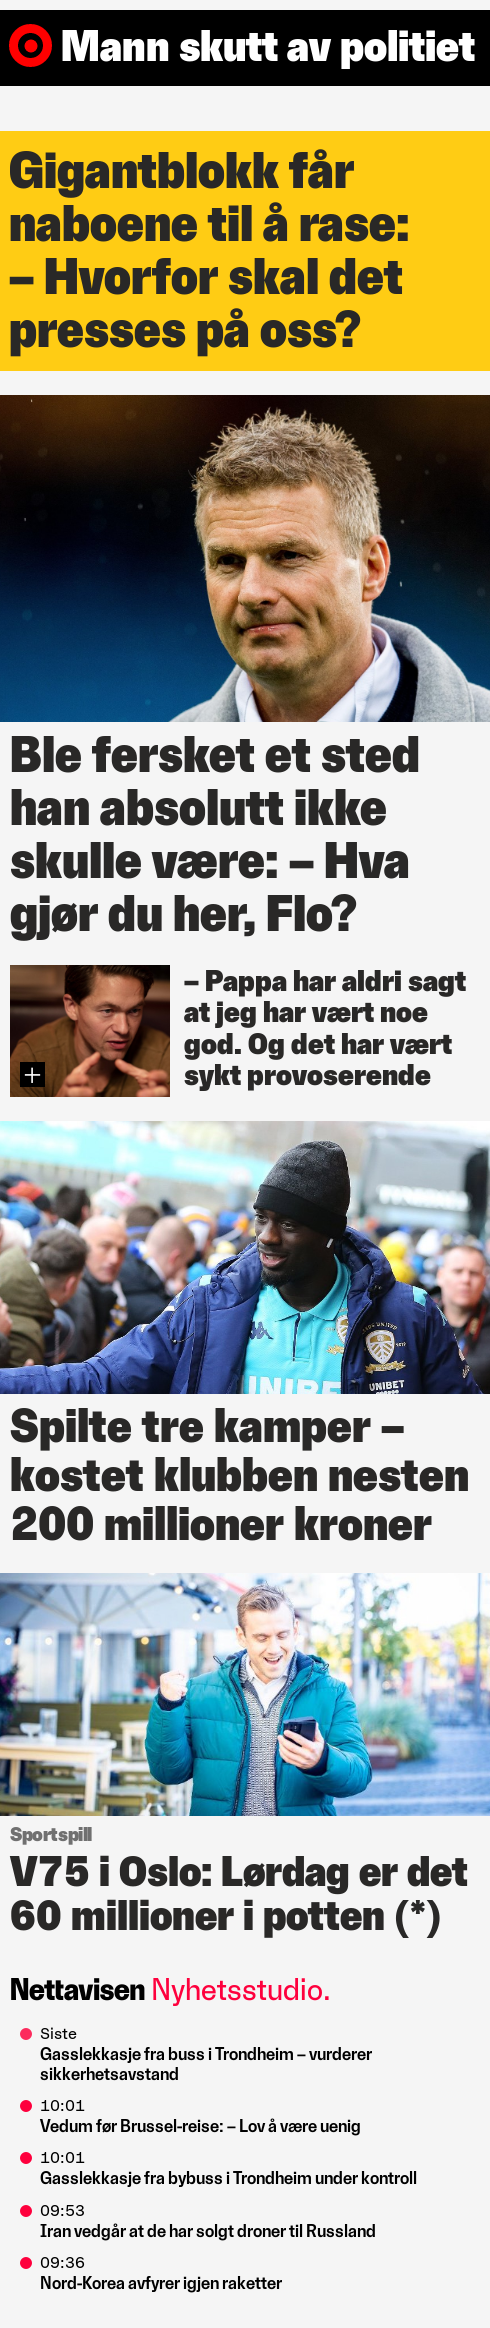 Mann skutt av politiet
Gigantblokk får
naboene til å rase:
– Hvorfor skal det
presses på oss?
Ble fersket et sted
han absolutt ikke
skulle være: – Hva
gjør du her, Flo?
– Pappa har aldri sagt
at jeg har vært noe
god. Og det har vært
sykt provoserende
UNIBET
UNIBE
Spilte tre kamper –
kostet klubben nesten
200 millioner kroner
Sportspill
V75 i Oslo: Lørdag er det
60 millioner i potten (*)
Nettavisen Nyhetsstudio.
Siste
Gasslekkasje fra buss i Trondheim – vurderer
sikkerhetsavstand
10:01
Vedum før Brussel-reise: – Lov å være uenig
10:01
Gasslekkasje fra bybuss i Trondheim under kontroll
09:53
Iran vedgår at de har solgt droner til Russland
09:36
Nord-Korea avfyrer igjen raketter